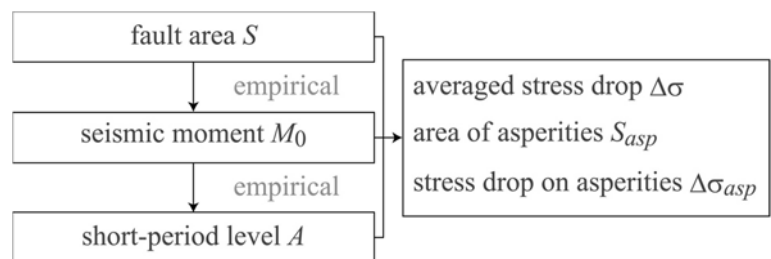 fault area S
empirical
seismic moment M₀
empirical
short-period level A
averaged stress drop Δσ
area of asperities Sₐₛₚ
stress drop on asperities Δσₐₛₚ